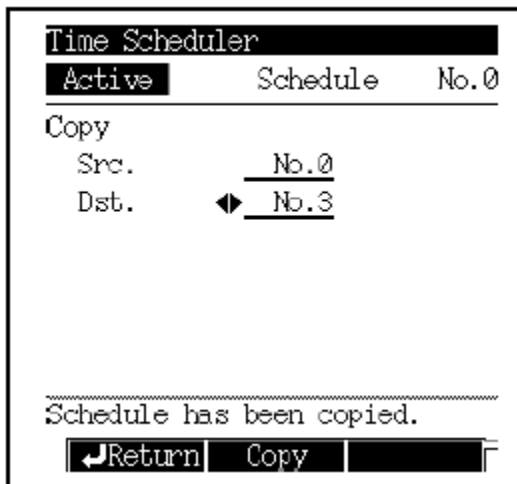 Time Scheduler
Active Schedule No.0
Copy
Src. No.0
Dst. No.3
Schedule has been copied.
Return Copy